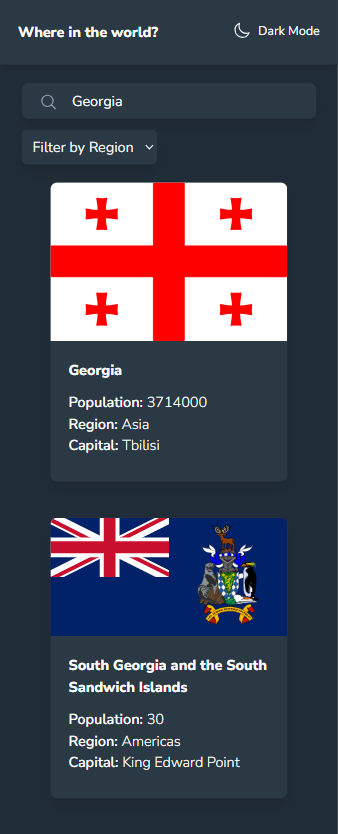 Where in the world?
Dark Mode
Georgia
Filter by Region
Georgia
Population: 3714000
Region: Asia
Capital: Tbilisi
South Georgia and the South
Sandwich Islands
Population: 30
Region: Americas
Capital: King Edward Point